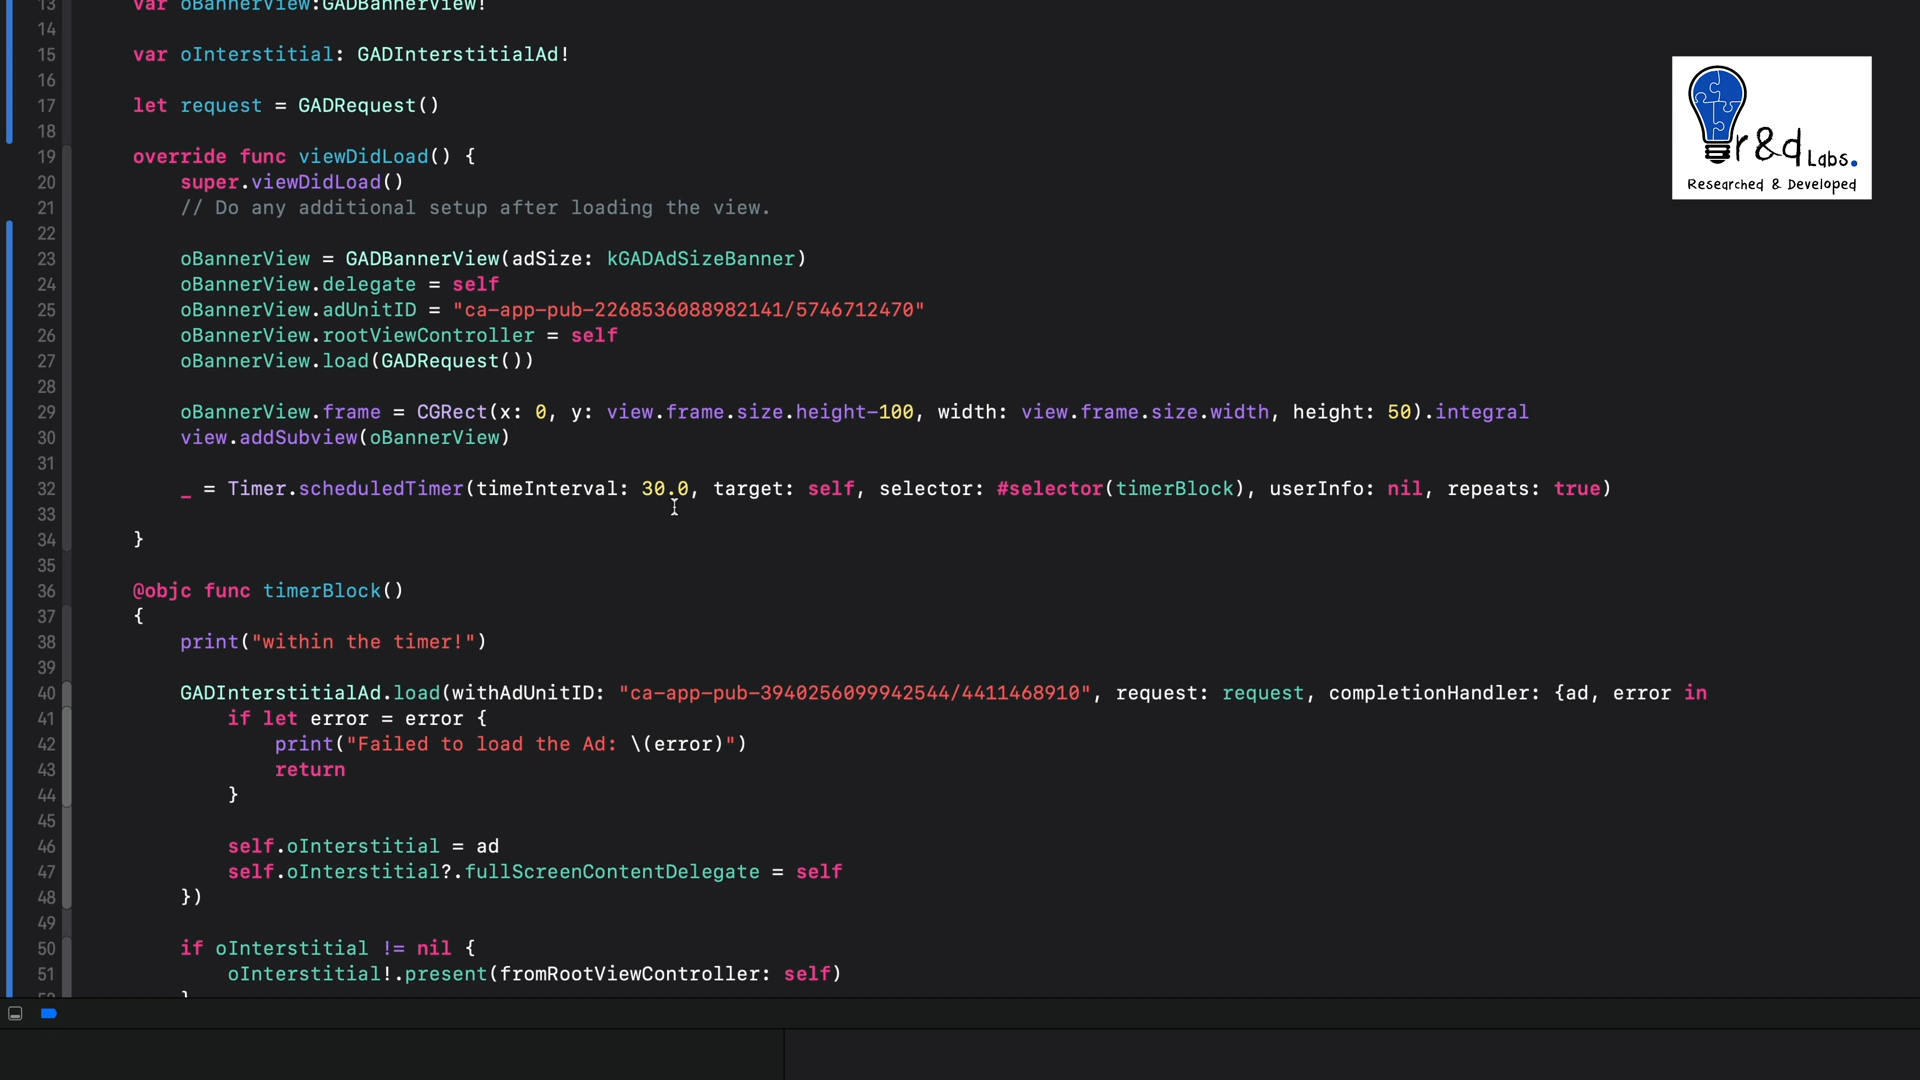 13 var oBannerView:GADBannerView!
14
15 var oInterstitial: GADInterstitialAd!
16
17 let request = GADRequest()
18
19 override func viewDidLoad() {
20 super.viewDidLoad()
21 // Do any additional setup after loading the view.
22
23 oBannerView = GADBannerView(adSize: kGADAdSizeBanner)
24 oBannerView.delegate = self
25 oBannerView.adUnitID = "ca-app-pub-2268536088982141/5746712470"
26 oBannerView.rootViewController = self
27 oBannerView.load(GADRequest())
28
29 oBannerView.frame = CGRect(x: 0, y: view.frame.size.height-100, width: view.frame.size.width, height: 50).integral
30 view.addSubview(oBannerView)
31
32 _ = Timer.scheduledTimer(timeInterval: 30.0, target: self, selector: #selector(timerBlock), userInfo: nil, repeats: true)
33
34 }
35
36 @objc func timerBlock()
37 {
38 print("within the timer!")
39
40 GADInterstitialAd.load(withAdUnitID: "ca-app-pub-3940256099942544/4411468910", request: request, completionHandler: {ad, error in
41 if let error = error {
42 print("Failed to load the Ad: \(error)")
43 return
44 }
45
46 self.oInterstitial = ad
47 self.oInterstitial?.fullScreenContentDelegate = self
48 })
49
50 if oInterstitial != nil {
51 oInterstitial!.present(fromRootViewController: self)
r&d Labs.
Researched & Developed